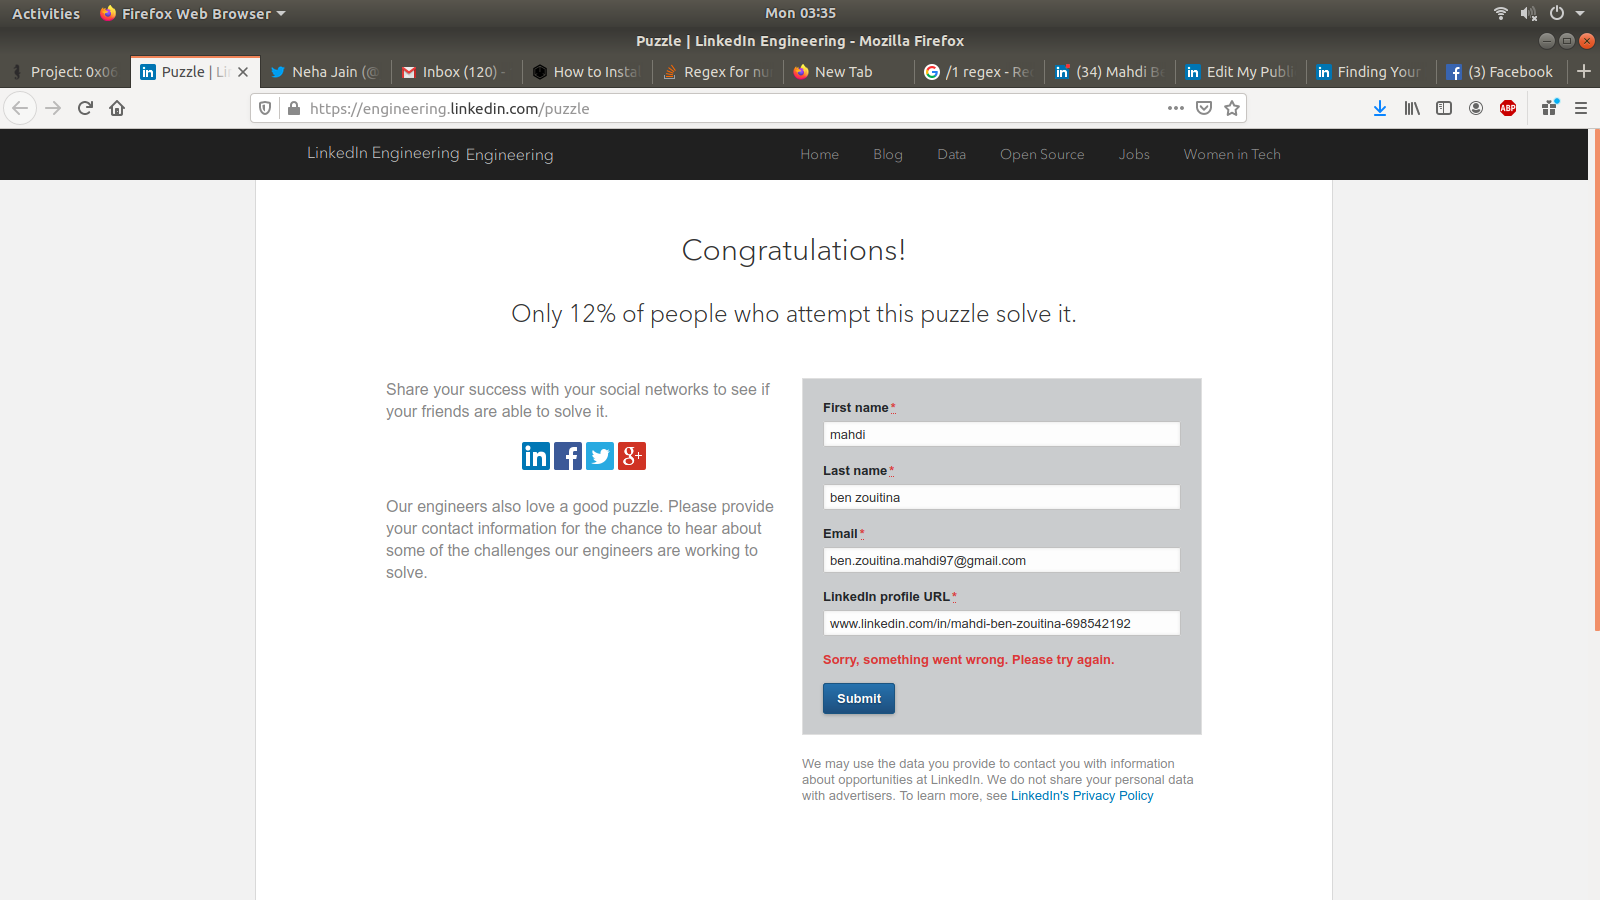 Activities Firefox Web Browser Mon 03:35
Puzzle | LinkedIn Engineering - Mozilla Firefox
Project: 0x06 Puzzle | Li Neha Jain (@ Inbox (120) - How to Insta Regex for nu New Tab /1 regex - Re (34) Mahdi Be Edit My Publi Finding Your (3) Facebook
https://engineering.linkedin.com/puzzle ABP
LinkedIn Engineering Engineering Home Blog Data Open Source Jobs Women in Tech
Congratulations!
Only 12% of people who attempt this puzzle solve it.
Share your success with your social networks to see if
your friends are able to solve it.
in f g+
Our engineers also love a good puzzle. Please provide
your contact information for the chance to hear about
some of the challenges our engineers are working to
solve.
First name*
mahdi
Last name*
ben zouitina
Email*
ben.zouitina.mahdi97@gmail.com
LinkedIn profile URL*
www.linkedin.com/in/mahdi-ben-zouitina-698542192
Sorry, something went wrong. Please try again.
Submit
We may use the data you provide to contact you with information
about opportunities at LinkedIn. We do not share your personal data
with advertisers. To learn more, see LinkedIn's Privacy Policy